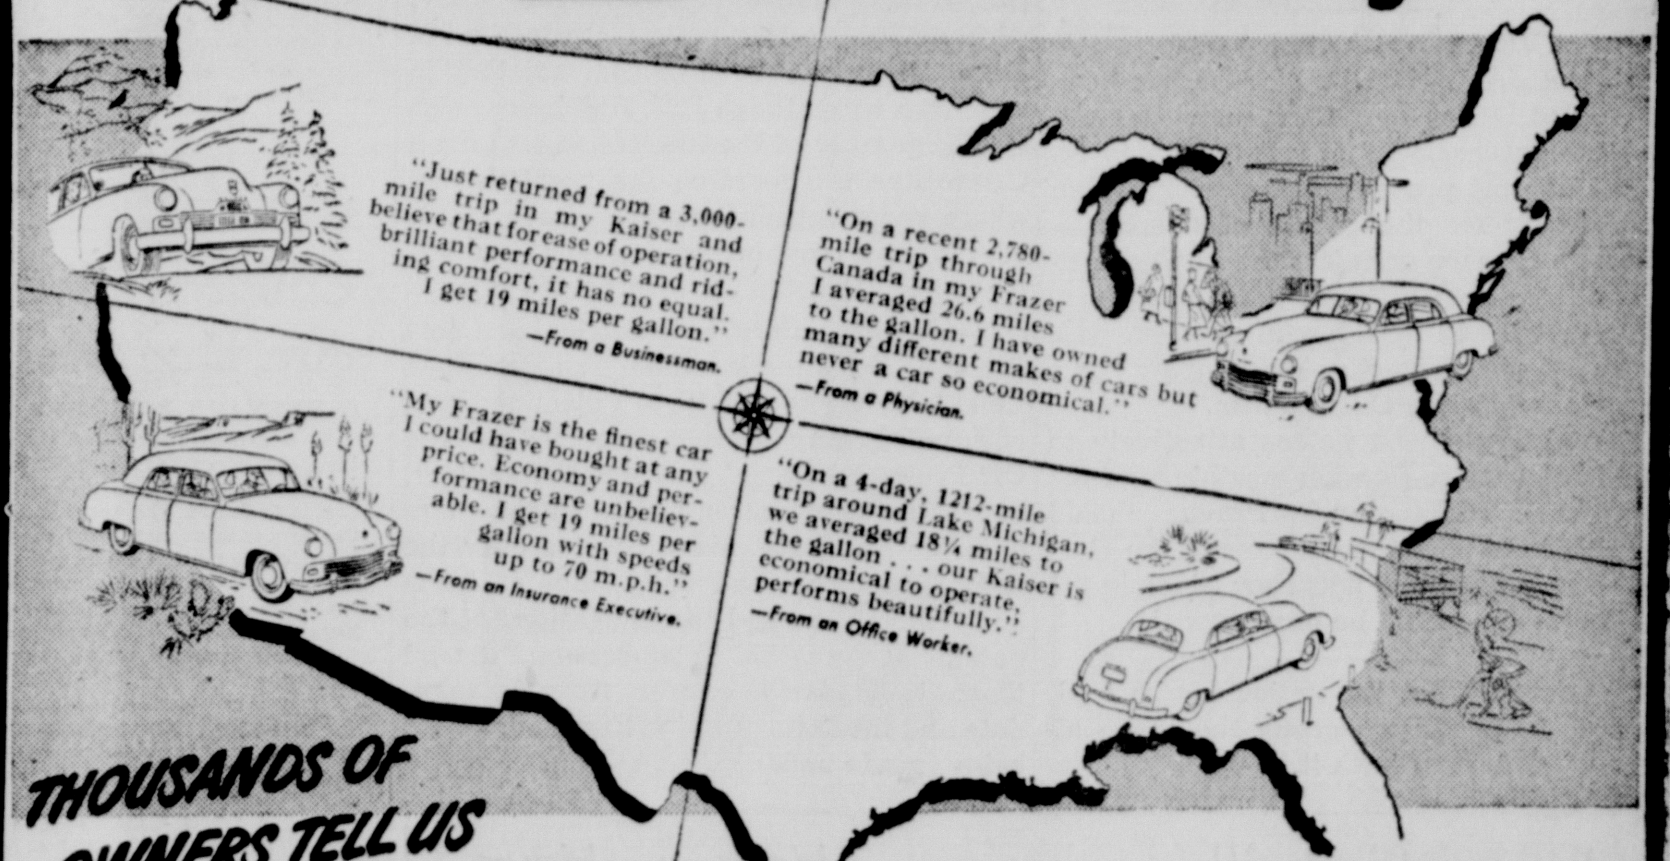 “Just returned from a 3,000-
mile trip in my Kaiser and
believe that for ease of operation,
brilliant performance and rid-
ing comfort, it has no equal.
I get 19 miles per gallon.”
—From a Businessman.
“On a recent 2,780-
mile trip through
Canada in my Frazer
I averaged 26.6 miles
to the gallon. I have owned
many different makes of cars but
never a car so economical.”
—From a Physician.
“My Frazer is the finest car
I could have bought at any
price. Economy and per-
formance are unbeliev-
able. I get 19 miles per
gallon with speeds
up to 70 m.p.h.”
—From an Insurance Executive.
“On a 4-day, 1212-mile
trip around Lake Michigan,
we averaged 18¼ miles to
the gallon . . . our Kaiser is
economical to operate,
performs beautifully.”
—From an Office Worker.
THOUSANDS OF
OWNERS TELL US